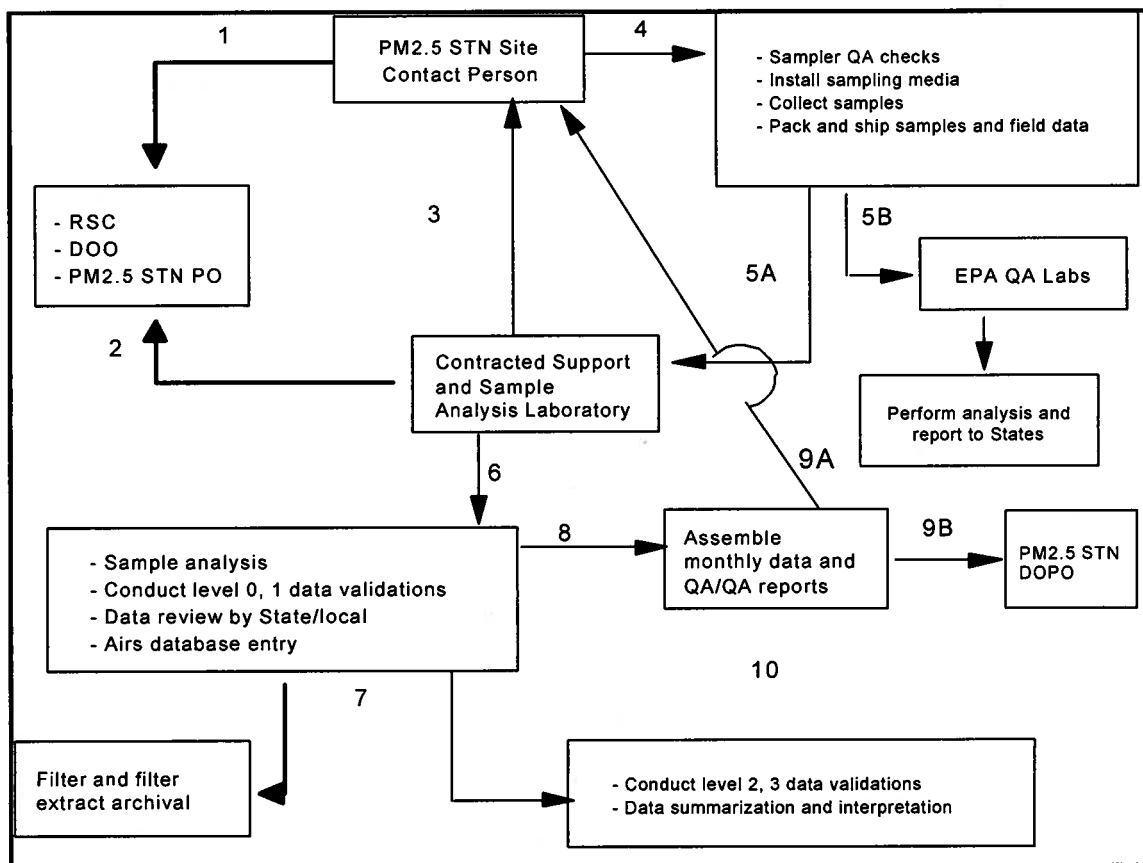 1
PM2.5 STN Site
Contact Person
4
- Sampler QA checks
- Install sampling media
- Collect samples
- Pack and ship samples and field data
- RSC
- DOO
- PM2.5 STN PO
3
5A
5B
EPA QA Labs
2
Contracted Support
and Sample
Analysis Laboratory
Perform analysis and
report to States
6
9A
- Sample analysis
- Conduct level 0, 1 data validations
- Data review by State/local
- Airs database entry
8
Assemble
monthly data and
QA/QA reports
9B
PM2.5 STN
DOPO
7
10
Filter and filter
extract archival
- Conduct level 2, 3 data validations
- Data summarization and interpretation